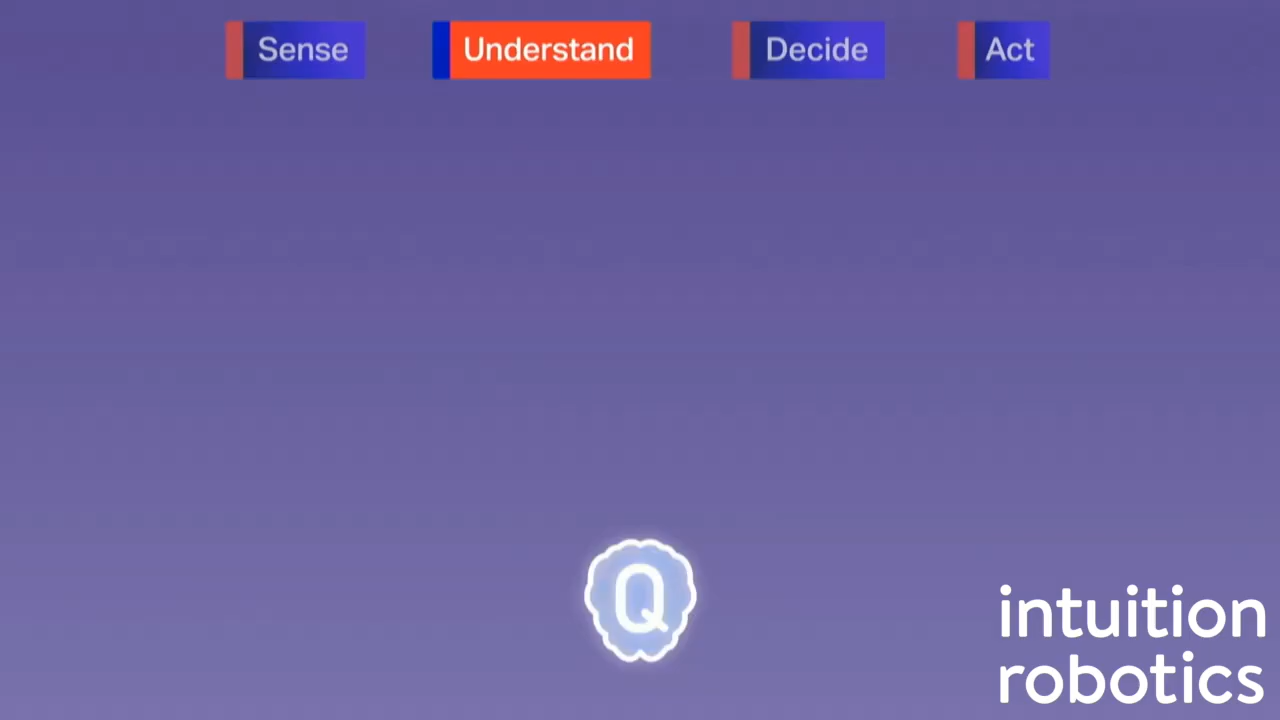 Sense
Understand
Decide
Act
Q
intuition
robotics